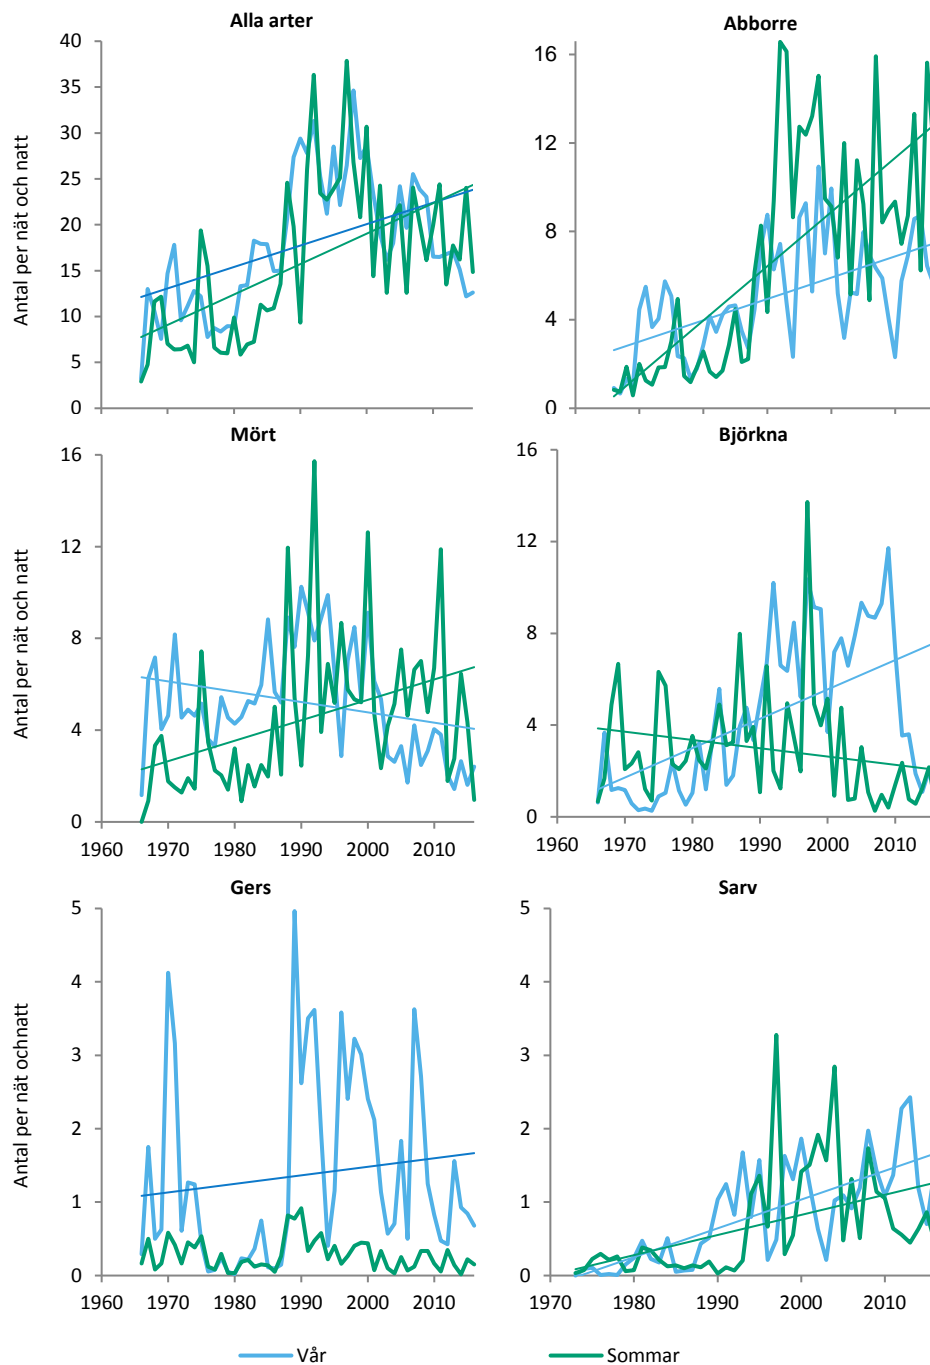 Alla arter
Abborre
Antal per nät och natt
40
35
30
25
20
15
10
5
0
16
12
8
4
0
Mört
Björkna
Antal per nät och natt
16
12
8
4
0
1960 1970 1980 1990 2000 2010
16
12
8
4
0
1960 1970 1980 1990 2000 2010
Gers
Sarv
Antal per nät ochnatt
5
4
3
2
1
0
1960 1970 1980 1990 2000 2010
5
4
3
2
1
0
1970 1980 1990 2000 2010
Vår
Sommar